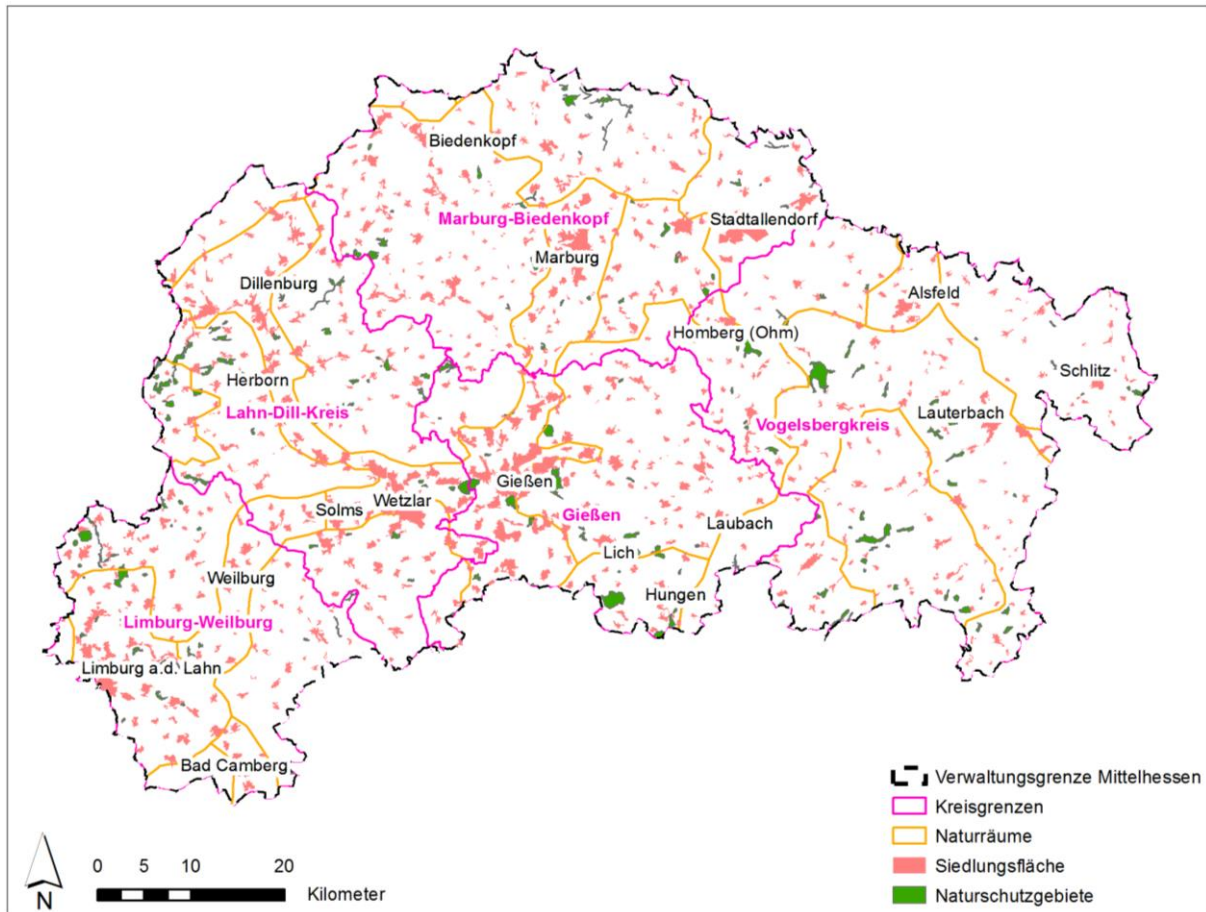 Biedenkopf
Marburg-Biedenkopf
Stadtallendorf
Marburg
Dillenburg
Alsfeld
Homberg (Ohm)
Schlitz
Herborn
Lahn-Dill-Kreis
Lauterbach
Vogelsbergkreis
Gießen
Wetzlar
Solms
Gießen
Laubach
Lich
Weilburg
Hungen
Limburg-Weilburg
Limburg a.d. Lahn
Bad Camberg
Verwaltungsgrenze Mittelhessen
Kreisgrenzen
Naturräume
Siedlungsfläche
Naturschutzgebiete
N
0 5 10 20
Kilometer